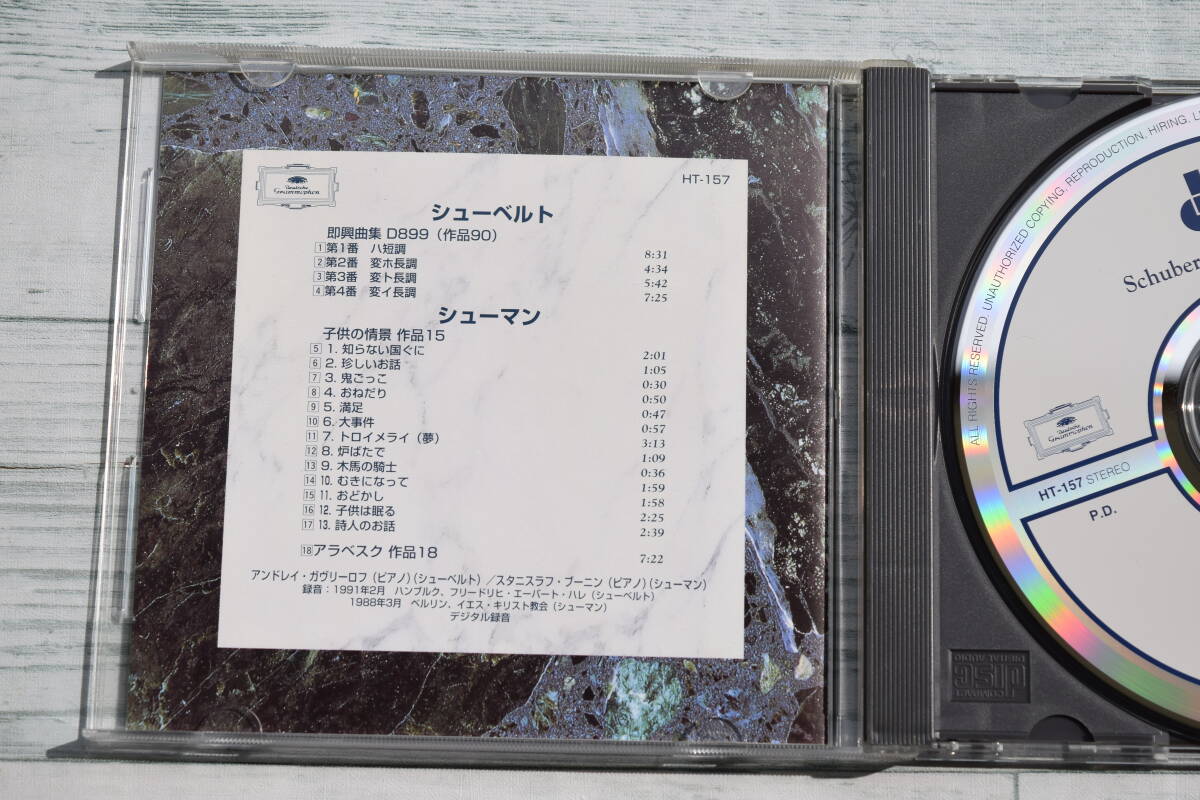 Deutsche
Grammophon
HT-157
シューベルト
即興曲集 D899（作品90）
1 第1番 ハ短調 8:31
2 第2番 変ホ長調 4:34
3 第3番 変ト長調 5:42
4 第4番 変イ長調 7:25
シューマン
子供の情景 作品15
5 1. 知らない国ぐに 2:01
6 2. 珍しいお話 1:05
7 3. 鬼ごっこ 0:30
8 4. おねだり 0:50
9 5. 満足 0:47
10 6. 大事件 0:57
11 7. トロイメライ（夢） 3:13
12 8. 炉ばたで 1:09
13 9. 木馬の騎士 0:36
14 10. むきになって 1:59
15 11. おどかし 1:58
16 12. 子供は眠る 2:25
17 13. 詩人のお話 2:39
18 アラベスク 作品18 7:22
アンドレイ・ガヴリーロフ（ピアノ）（シューベルト）／スタニスラフ・ブーニン（ピアノ）（シューマン）
録音：1991年2月 ハンブルク、フリードリヒ・エーバート・ハレ（シューベルト）
1988年3月 ベルリン、イエス・キリスト教会（シューマン）
デジタル録音
ALL RIGHTS RESERVED. UNAUTHORIZED COPYING, REPRODUCTION, HIRING, L
Schuber
Deutsche
Grammophon
HT-157 STEREO
P.D.
COMPACT
disc
DIGITAL AUDIO